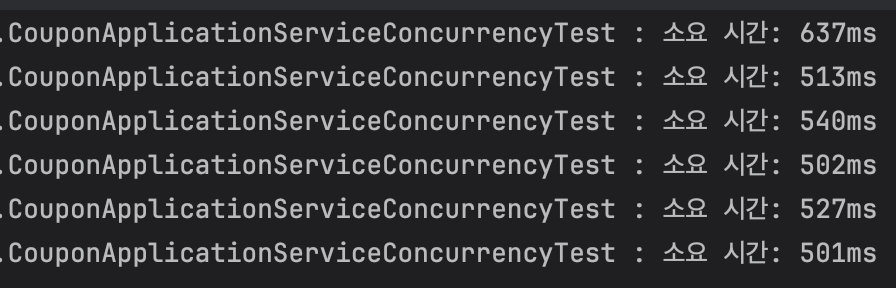 .CouponApplicationServiceConcurrencyTest : 소요 시간: 637ms
.CouponApplicationServiceConcurrencyTest : 소요 시간: 513ms
.CouponApplicationServiceConcurrencyTest : 소요 시간: 540ms
.CouponApplicationServiceConcurrencyTest : 소요 시간: 502ms
.CouponApplicationServiceConcurrencyTest : 소요 시간: 527ms
.CouponApplicationServiceConcurrencyTest : 소요 시간: 501ms